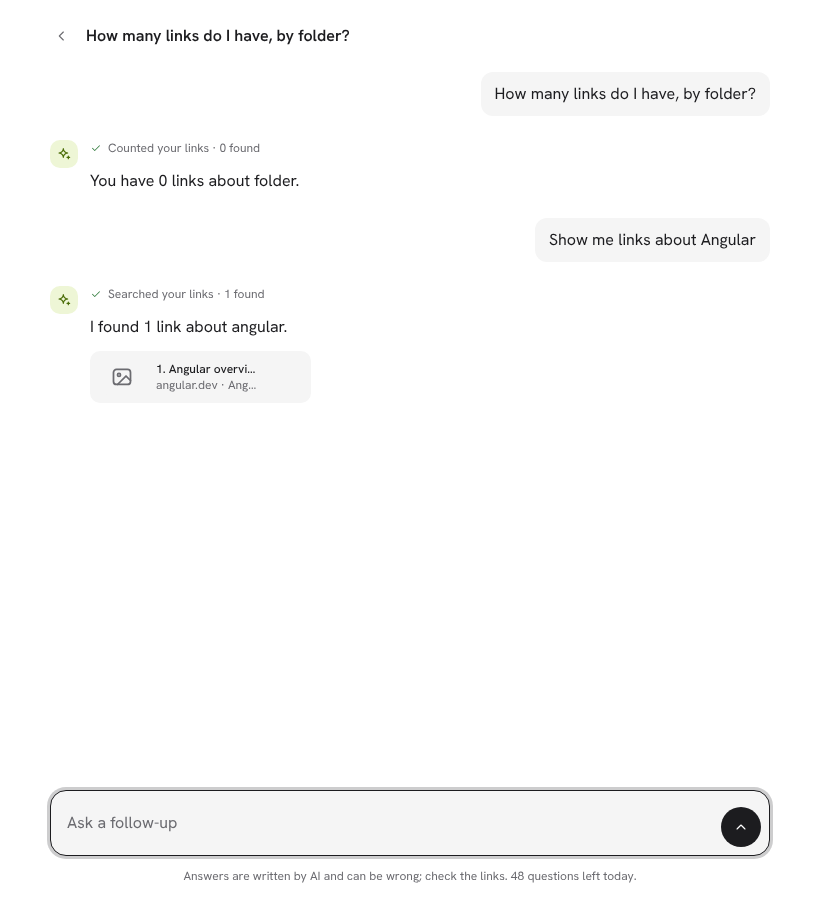 How many links do I have, by folder?
How many links do I have, by folder?
Counted your links · 0 found
You have 0 links about folder.
Show me links about Angular
Searched your links · 1 found
I found 1 link about angular.
1. Angular overvi...
angular.dev · Ang...
Ask a follow-up
Answers are written by AI and can be wrong; check the links. 48 questions left today.